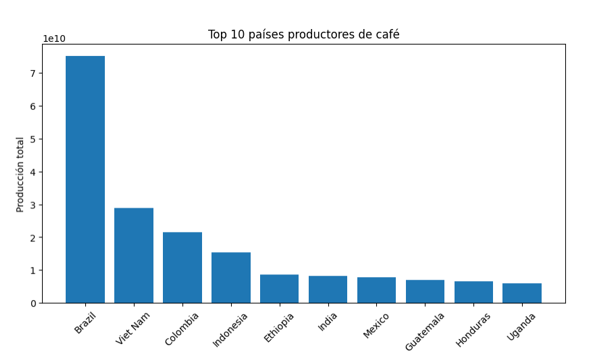 Top 10 países productores de café
1e10
7
6
5
4
3
2
1
0
Producción total
Brazil
Viet Nam
Colombia
Indonesia
Ethiopia
India
Mexico
Guatemala
Honduras
Uganda